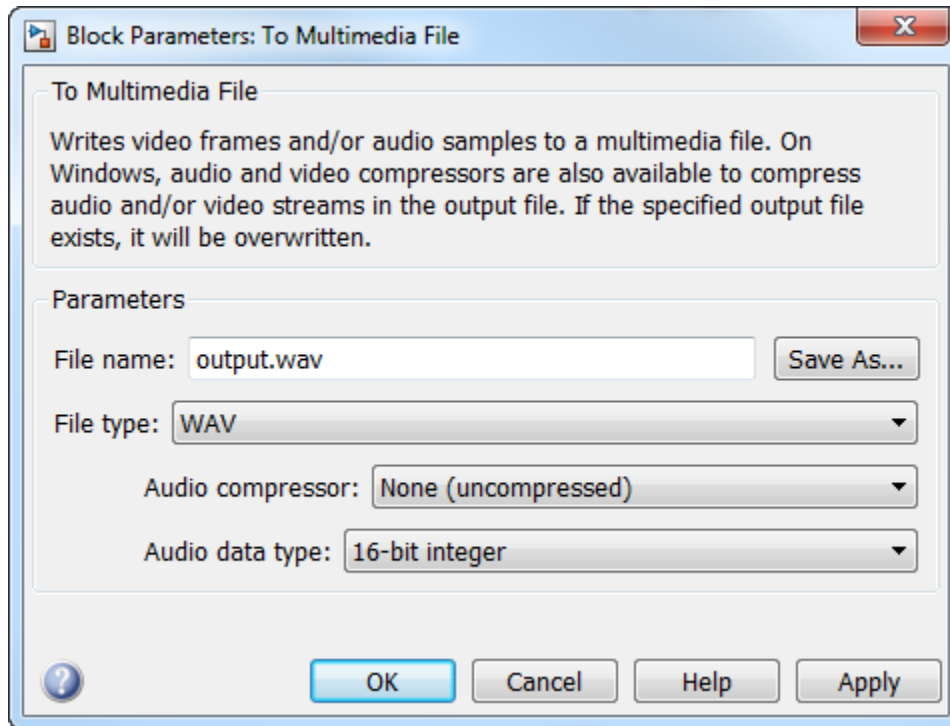 Block Parameters: To Multimedia File
X
To Multimedia File
Writes video frames and/or audio samples to a multimedia file. On
Windows, audio and video compressors are also available to compress
audio and/or video streams in the output file. If the specified output file
exists, it will be overwritten.
Parameters
File name: output.wav Save As...
File type: WAV
Audio compressor: None (uncompressed)
Audio data type: 16-bit integer
? OK Cancel Help Apply